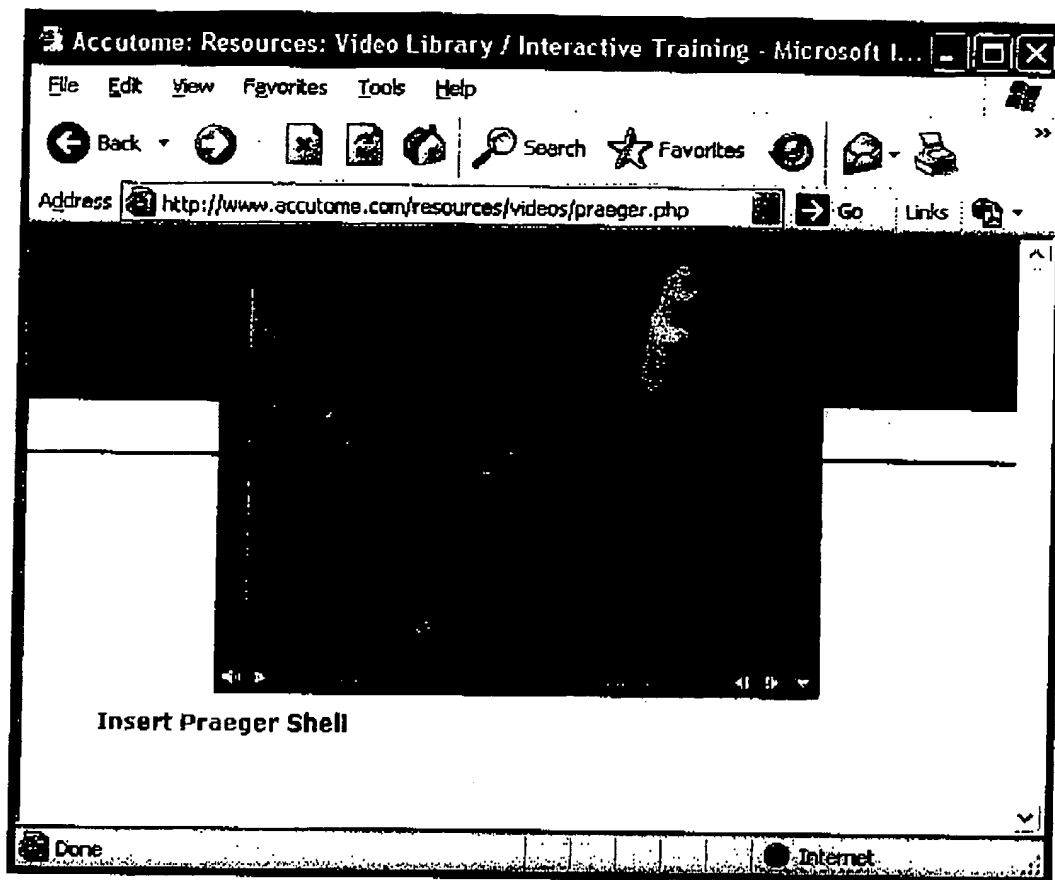 Accutome: Resources: Video Library / Interactive Training - Microsoft I...
File Edit View Favorites Tools Help
Back Search Favorites »
Address http://www.accutome.com/resources/videos/praeger.php Go Links
Insert Praeger Shell
Done Internet